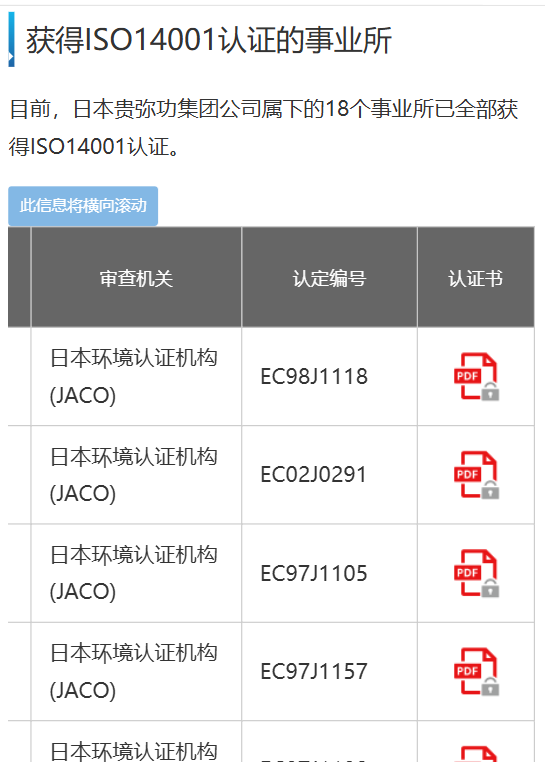 获得ISO14001认证的事业所
目前，日本贵弥功集团公司属下的18个事业所已全部获
得ISO14001认证。
此信息将横向滚动
审查机关 认定编号 认证书
日本环境认证机构
(JACO)
EC98J1118
PDF
日本环境认证机构
(JACO)
EC02J0291
PDF
日本环境认证机构
(JACO)
EC97J1105
PDF
日本环境认证机构
(JACO)
EC97J1157
PDF
日本环境认证机构